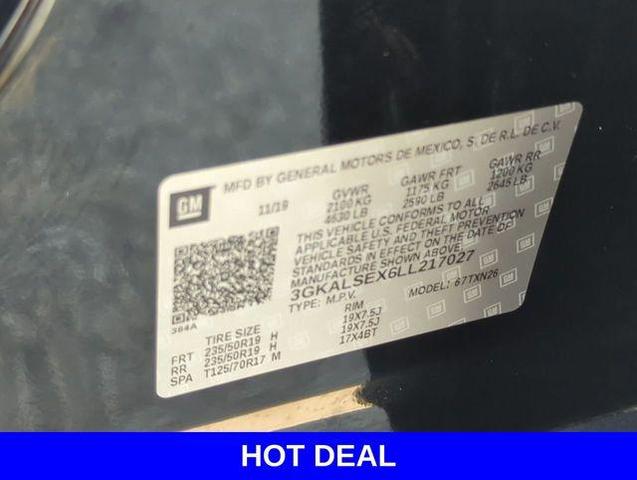 GM
MFD BY GENERAL MOTORS DE MEXICO, S. DE R.L. DE C.V.
11/19 GVWR GAWR FRT GAWR RR
2100 KG 1175 KG 1200 KG
4630 LB 2590 LB 2645 LB
THIS VEHICLE CONFORMS TO ALL
APPLICABLE U.S. FEDERAL MOTOR
VEHICLE SAFETY AND THEFT PREVENTION
STANDARDS IN EFFECT ON THE DATE OF
MANUFACTURE SHOWN ABOVE.
3GKALSEX6LL217027
TYPE: M.P.V. MODEL: 67TXN26
384A
TIRE SIZE RIM
FRT 235/50R19 H 19X7.5J
RR 235/50R19 H 19X7.5J
SPA T125/70R17 M 17X4BT
HOT DEAL